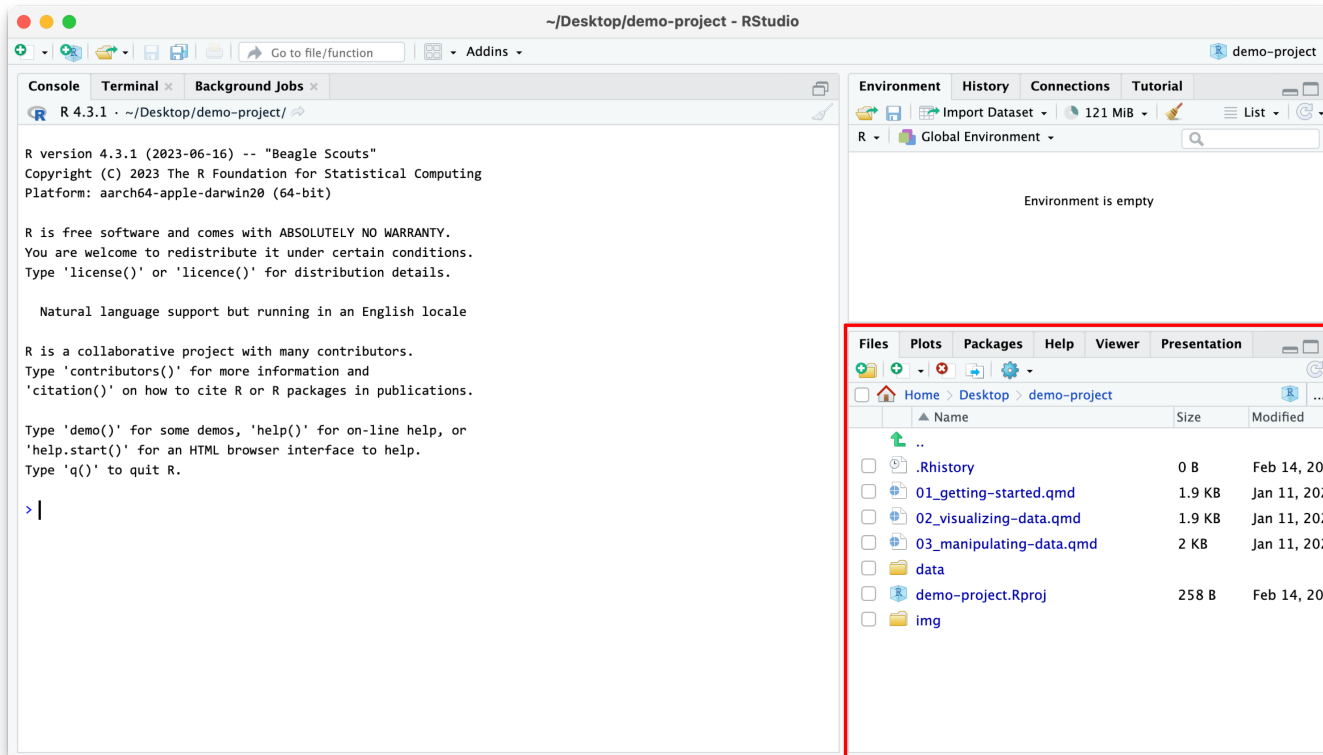 ~/Desktop/demo-project - RStudio
Go to file/function
Addins
demo-project
Console Terminal Background Jobs
R 4.3.1 · ~/Desktop/demo-project/
R version 4.3.1 (2023-06-16) -- "Beagle Scouts"
Copyright (C) 2023 The R Foundation for Statistical Computing
Platform: aarch64-apple-darwin20 (64-bit)
R is free software and comes with ABSOLUTELY NO WARRANTY.
You are welcome to redistribute it under certain conditions.
Type 'license()' or 'licence()' for distribution details.
Natural language support but running in an English locale
R is a collaborative project with many contributors.
Type 'contributors()' for more information and
'citation()' on how to cite R or R packages in publications.
Type 'demo()' for some demos, 'help()' for on-line help, or
'help.start()' for an HTML browser interface to help.
Type 'q()' to quit R.
>
Environment History Connections Tutorial
Import Dataset 121 MiB List
R Global Environment
Environment is empty
Files Plots Packages Help Viewer Presentation
Home > Desktop > demo-project ...
Name Size Modified
..
.Rhistory 0 B Feb 14, 20
01_getting-started.qmd 1.9 KB Jan 11, 202
02_visualizing-data.qmd 1.9 KB Jan 11, 202
03_manipulating-data.qmd 2 KB Jan 11, 202
data
demo-project.Rproj 258 B Feb 14, 20
img